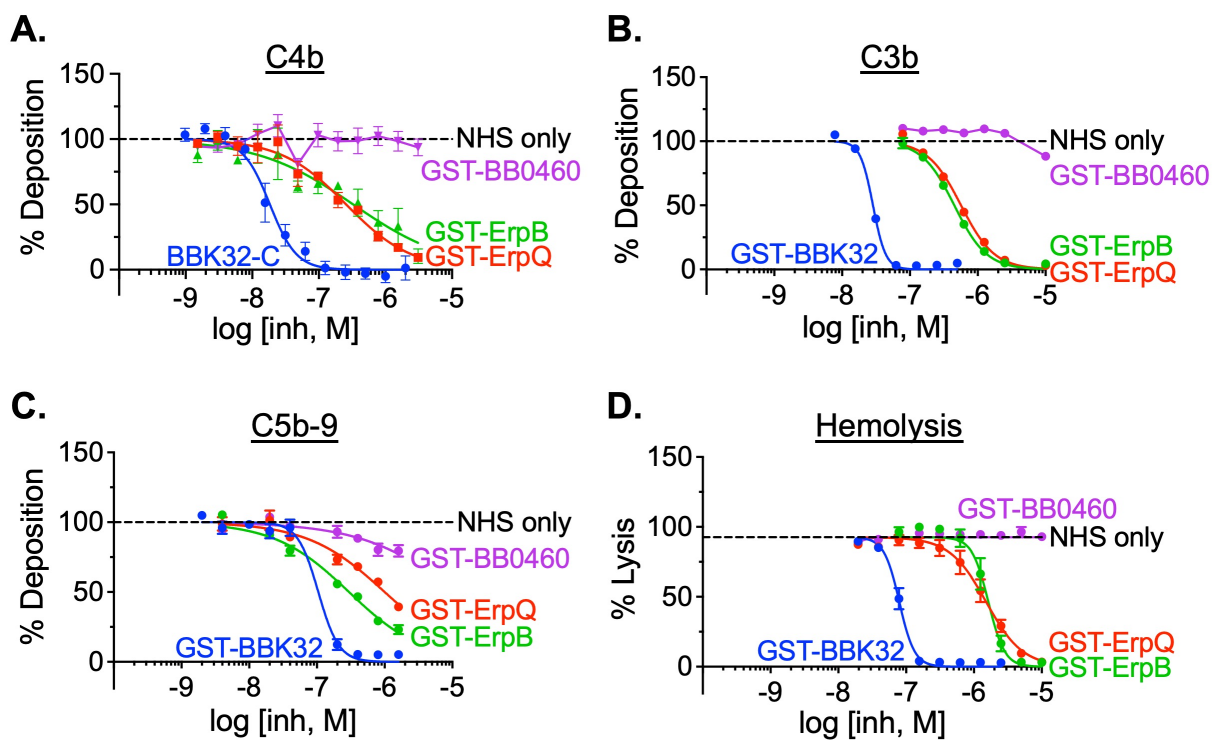 A.
C4b
150
100
50
0
% Deposition
NHS only
GST-BB0460
GST-ErpB
GST-ErpQ
BBK32-C
-9 -8 -7 -6 -5
log [inh, M]
B.
C3b
150
100
50
0
% Deposition
NHS only
GST-BB0460
GST-BBK32
GST-ErpB
GST-ErpQ
-9 -8 -7 -6 -5
log [inh, M]
C.
C5b-9
150
100
50
0
% Deposition
NHS only
GST-BB0460
GST-ErpQ
GST-ErpB
GST-BBK32
-9 -8 -7 -6 -5
log [inh, M]
D.
Hemolysis
150
100
50
0
% Lysis
GST-BB0460
NHS only
GST-BBK32
GST-ErpQ
GST-ErpB
-9 -8 -7 -6 -5
log [inh, M]